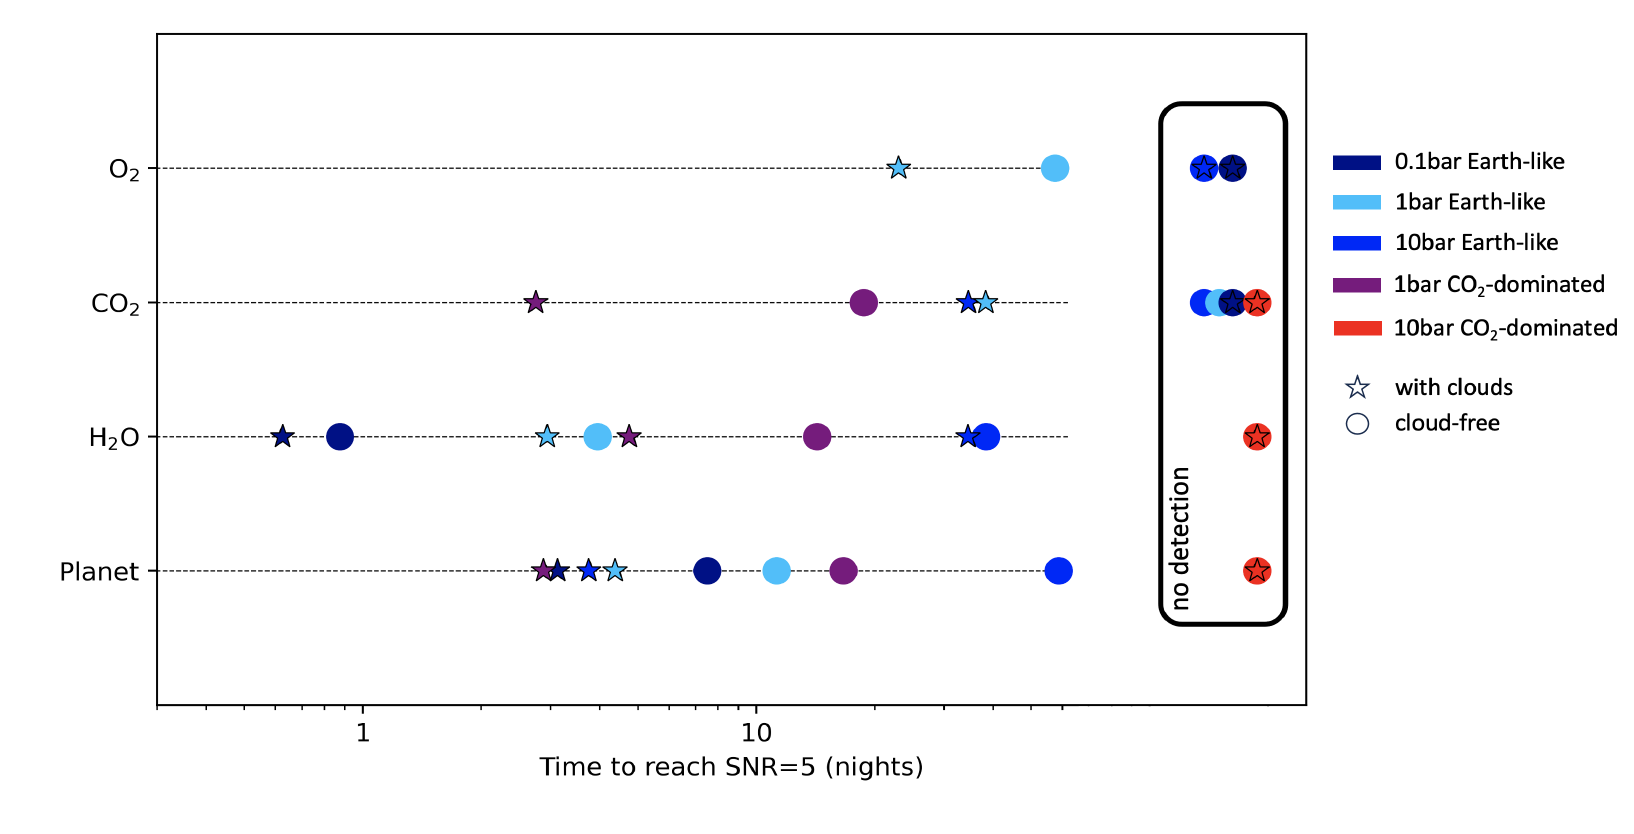 O₂
CO₂
H₂O
Planet
no detection
1
10
Time to reach SNR=5 (nights)
0.1bar Earth-like
1bar Earth-like
10bar Earth-like
1bar CO₂-dominated
10bar CO₂-dominated
with clouds
cloud-free